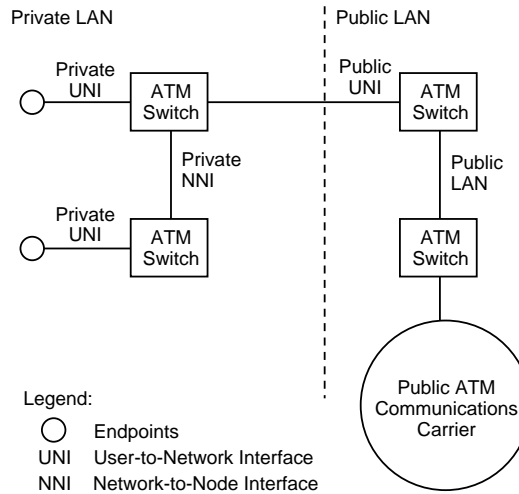 Private LAN
Public LAN
Private
UNI
ATM
Switch
Public
UNI
ATM
Switch
Private
NNI
Public
LAN
Private
UNI
ATM
Switch
ATM
Switch
Public ATM
Communications
Carrier
Legend:
Endpoints
UNI User-to-Network Interface
NNI Network-to-Node Interface